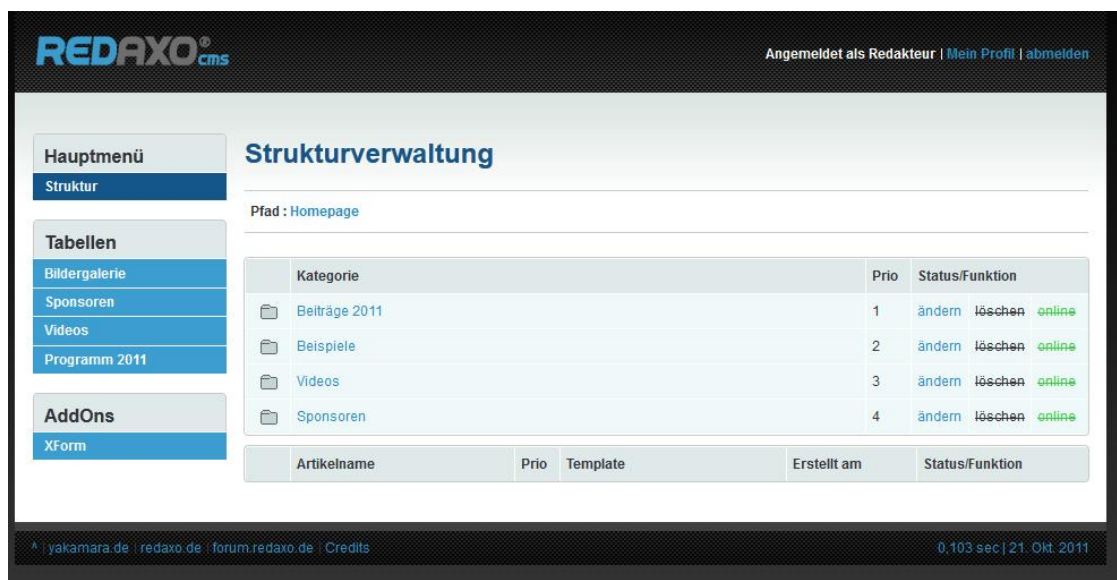 REDAXO® cms
Angemeldet als Redakteur | Mein Profil | abmelden
Hauptmenü
Struktur
Tabellen
Bildergalerie
Sponsoren
Videos
Programm 2011
AddOns
XForm
Strukturverwaltung
Pfad : Homepage
Kategorie Prio Status/Funktion
Beiträge 2011 1 ändern löschen online
Beispiele 2 ändern löschen online
Videos 3 ändern löschen online
Sponsoren 4 ändern löschen online
Artikelname Prio Template Erstellt am Status/Funktion
^ | yakamara.de | redaxo.de | forum.redaxo.de | Credits
0,103 sec | 21. Okt. 2011